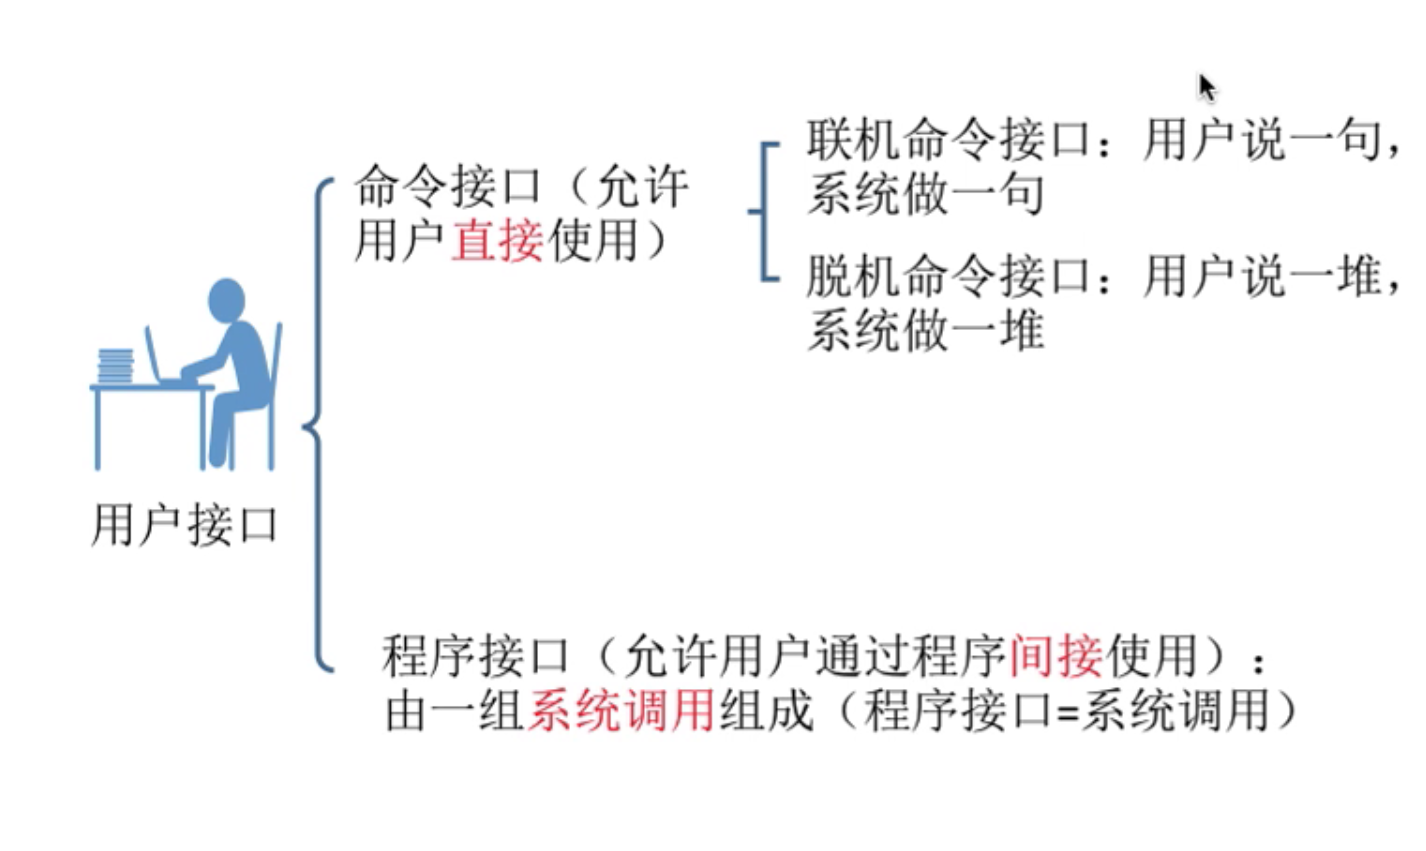 命令接口（允许
用户直接使用）
联机命令接口：用户说一句，
系统做一句
脱机命令接口：用户说一堆，
系统做一堆
用户接口
程序接口（允许用户通过程序间接使用）：
由一组系统调用组成（程序接口=系统调用）